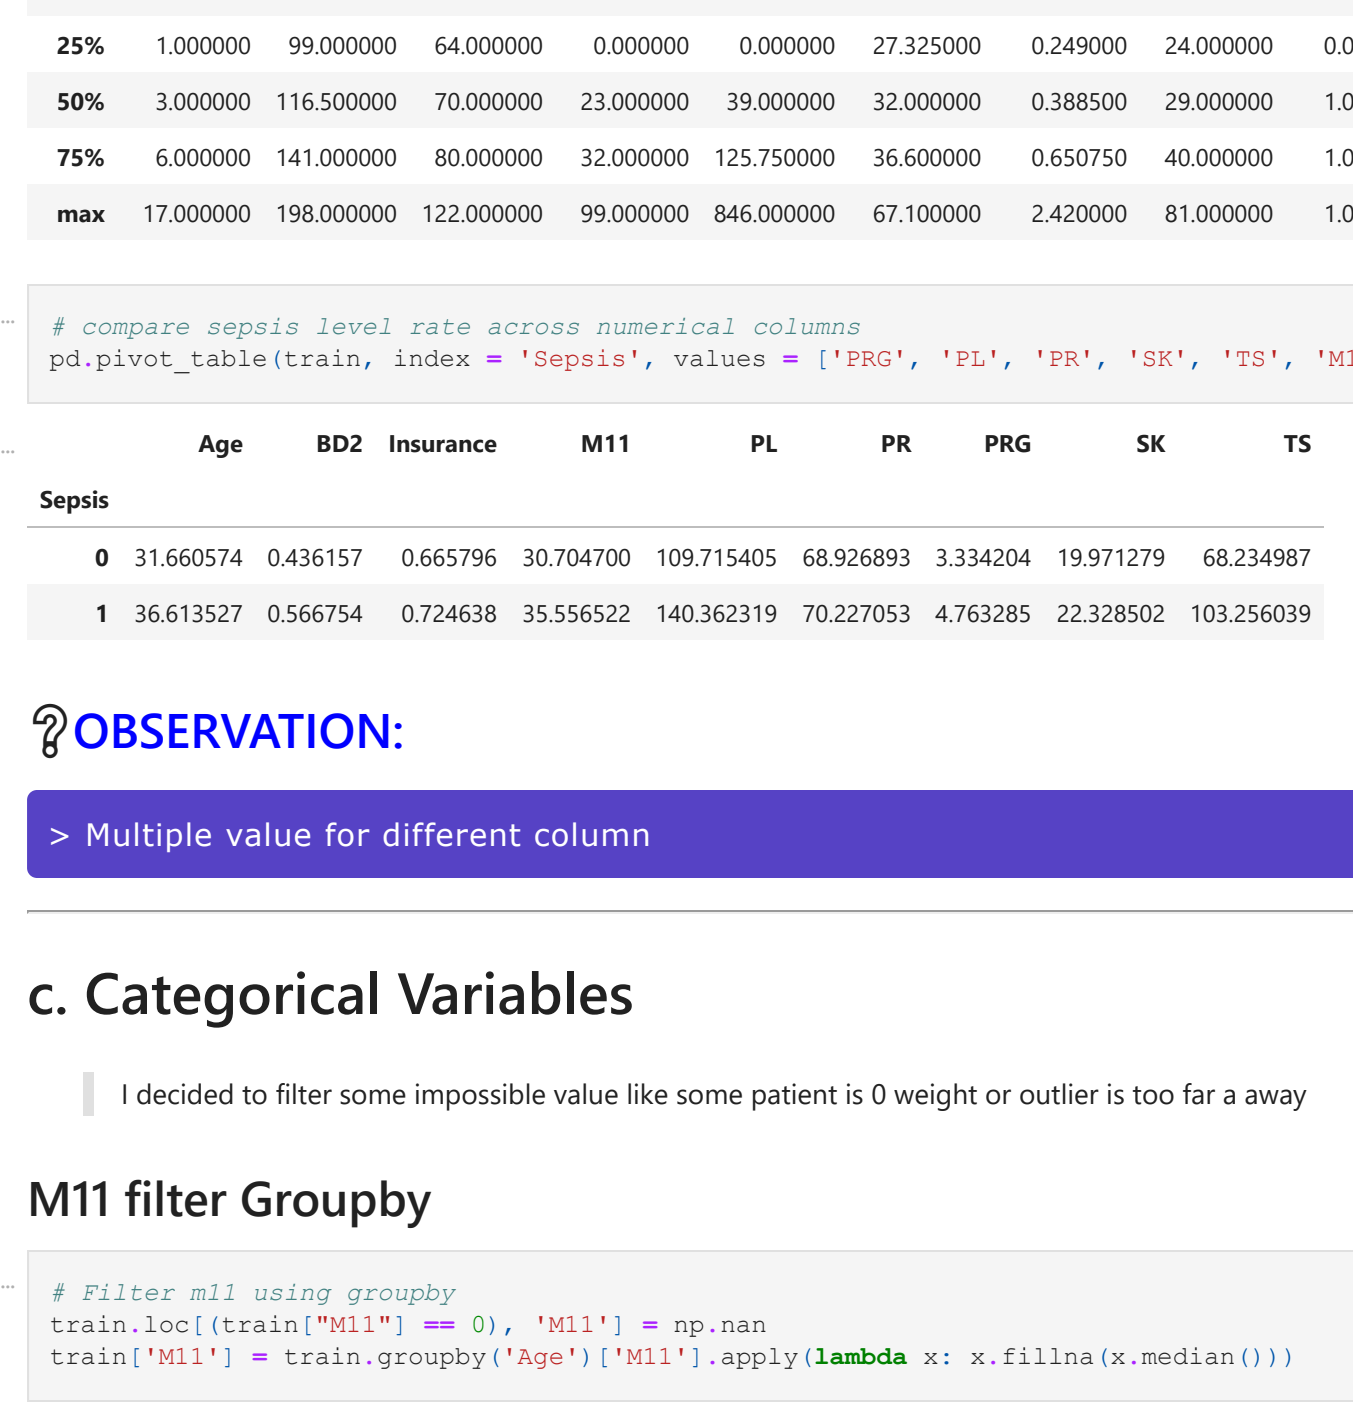 25% 1.000000 99.000000 64.000000 0.000000 0.000000 27.325000 0.249000 24.000000 0.0
50% 3.000000 116.500000 70.000000 23.000000 39.000000 32.000000 0.388500 29.000000 1.0
75% 6.000000 141.000000 80.000000 32.000000 125.750000 36.600000 0.650750 40.000000 1.0
max 17.000000 198.000000 122.000000 99.000000 846.000000 67.100000 2.420000 81.000000 1.0
...
# compare sepsis level rate across numerical columns
pd.pivot_table(train, index = 'Sepsis', values = ['PRG', 'PL', 'PR', 'SK', 'TS', 'M1
...
Age BD2 Insurance M11 PL PR PRG SK TS
Sepsis
0 31.660574 0.436157 0.665796 30.704700 109.715405 68.926893 3.334204 19.971279 68.234987
1 36.613527 0.566754 0.724638 35.556522 140.362319 70.227053 4.763285 22.328502 103.256039
❔OBSERVATION:
> Multiple value for different column
c. Categorical Variables
I decided to filter some impossible value like some patient is 0 weight or outlier is too far a away
M11 filter Groupby
...
# Filter m11 using groupby
train.loc[(train["M11"] == 0), 'M11'] = np.nan
train['M11'] = train.groupby('Age')['M11'].apply(lambda x: x.fillna(x.median()))